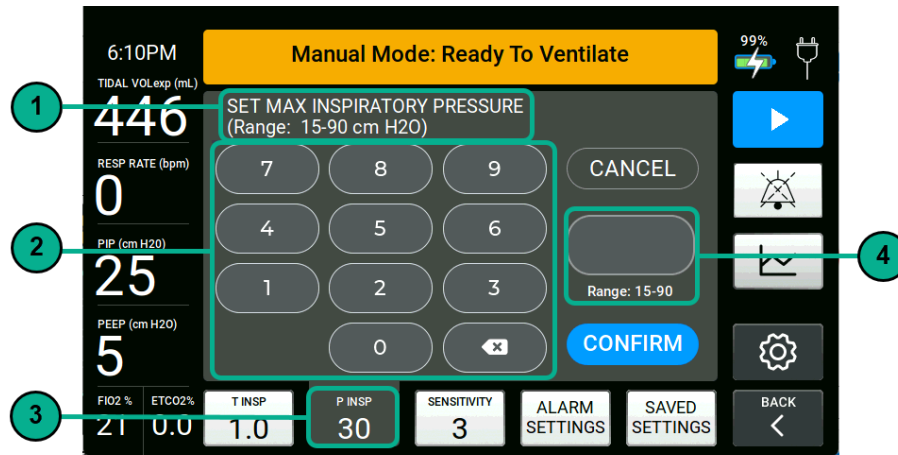 6:10PM
Manual Mode: Ready To Ventilate
99%
TIDAL VOLexp (mL)
446
RESP RATE (bpm)
0
PIP (cm H20)
25
PEEP (cm H2O)
5
FIO2 %
21
ETCO2%
0.0
SET MAX INSPIRATORY PRESSURE
(Range: 15-90 cm H2O)
7 8 9
4 5 6
1 2 3
0
CANCEL
Range: 15-90
CONFIRM
T INSP
1.0
P INSP
30
SENSITIVITY
3
ALARM
SETTINGS
SAVED
SETTINGS
BACK
1
2
3
4